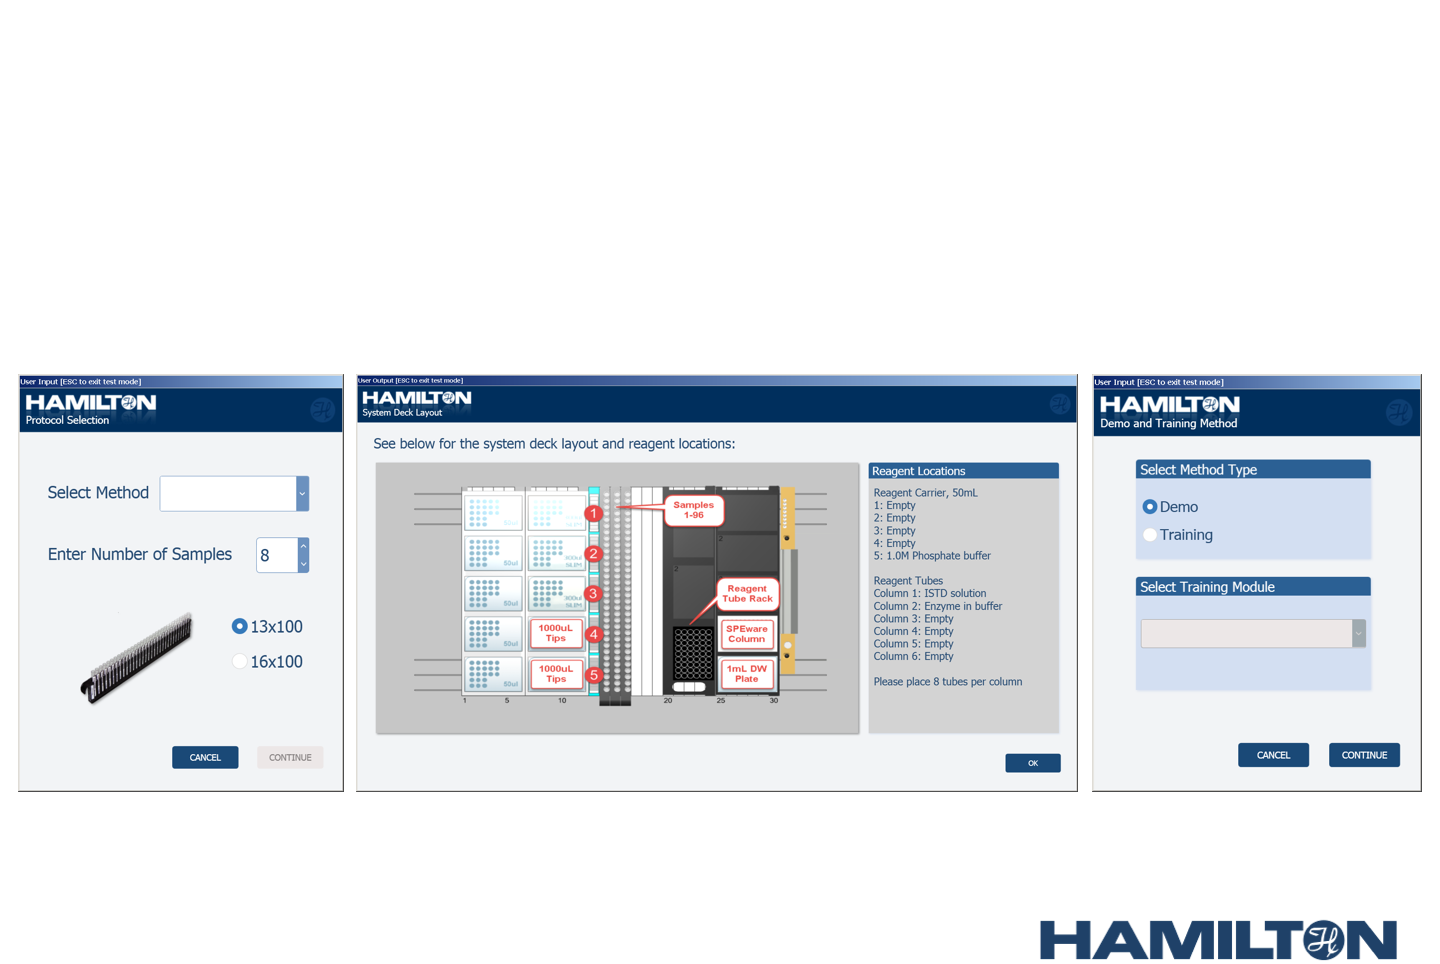 User Input [ESC to exit test mode]
HAMILTON
Protocol Selection
Select Method
Enter Number of Samples
8
13x100
16x100
CANCEL
CONTINUE
User Output [ESC to exit test mode]
HAMILTON
System Deck Layout
See below for the system deck layout and reagent locations:
50ul
50ul
50ul
50ul
50ul
SLIM
300ul
SLIM
300ul
SLIM
1000uL
Tips
1000uL
Tips
1
2
3
4
5
Samples
1-96
2
2
Reagent
Tube Rack
SPEware
Column
1mL DW
Plate
1
5
10
20
25
30
Reagent Locations
Reagent Carrier, 50mL
1: Empty
2: Empty
3: Empty
4: Empty
5: 1.0M Phosphate buffer
Reagent Tubes
Column 1: ISTD solution
Column 2: Enzyme in buffer
Column 3: Empty
Column 4: Empty
Column 5: Empty
Column 6: Empty
Please place 8 tubes per column
OK
User Input [ESC to exit test mode]
HAMILTON
Demo and Training Method
Select Method Type
Demo
Training
Select Training Module
CANCEL
CONTINUE
HAMILTON